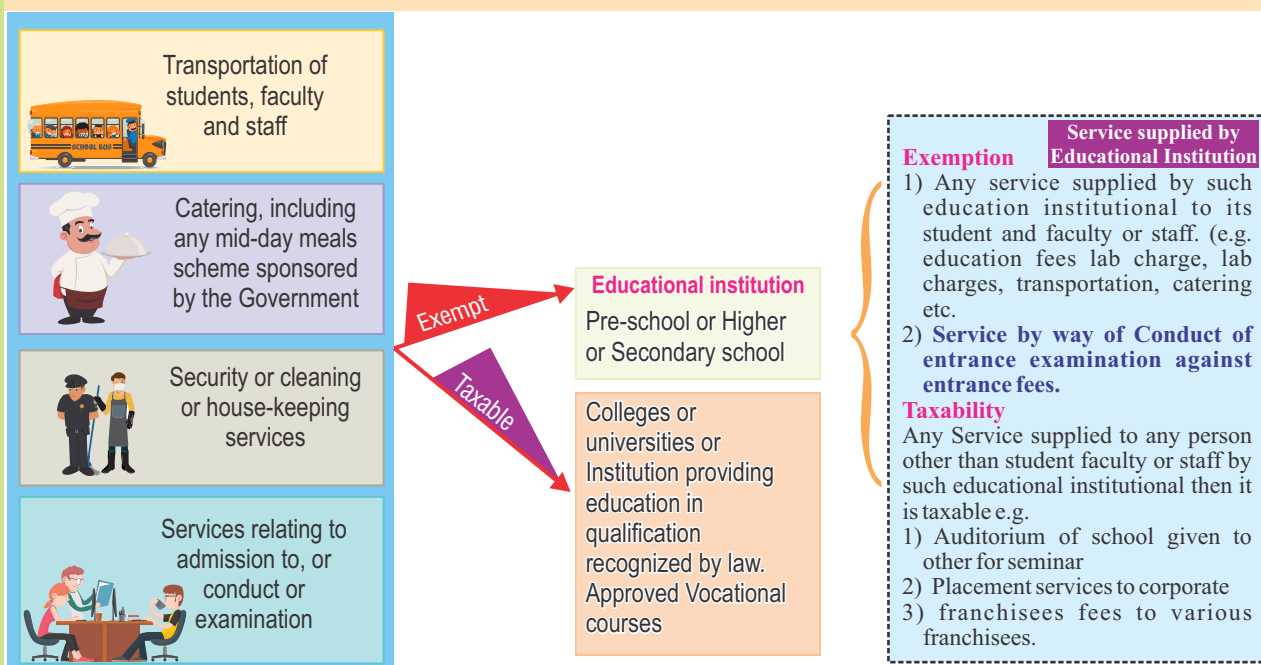 Transportation of
students, faculty
and staff
SCHOOL BUS
Catering, including
any mid-day meals
scheme sponsored
by the Government
Security or cleaning
or house-keeping
services
Services relating to
admission to, or
conduct or
examination
Exempt
Taxable
Educational institution
Pre-school or Higher
or Secondary school
Colleges or
universities or
Institution providing
education in
qualification
recognized by law.
Approved Vocational
courses
Service supplied by
Educational Institution
Exemption
1) Any service supplied by such
education institutional to its
student and faculty or staff. (e.g.
education fees lab charge, lab
charges, transportation, catering
etc.
2) Service by way of Conduct of
entrance examination against
entrance fees.
Taxability
Any Service supplied to any person
other than student faculty or staff by
such educational institutional then it
is taxable e.g.
1) Auditorium of school given to
other for seminar
2) Placement services to corporate
3) franchisees fees to various
franchisees.